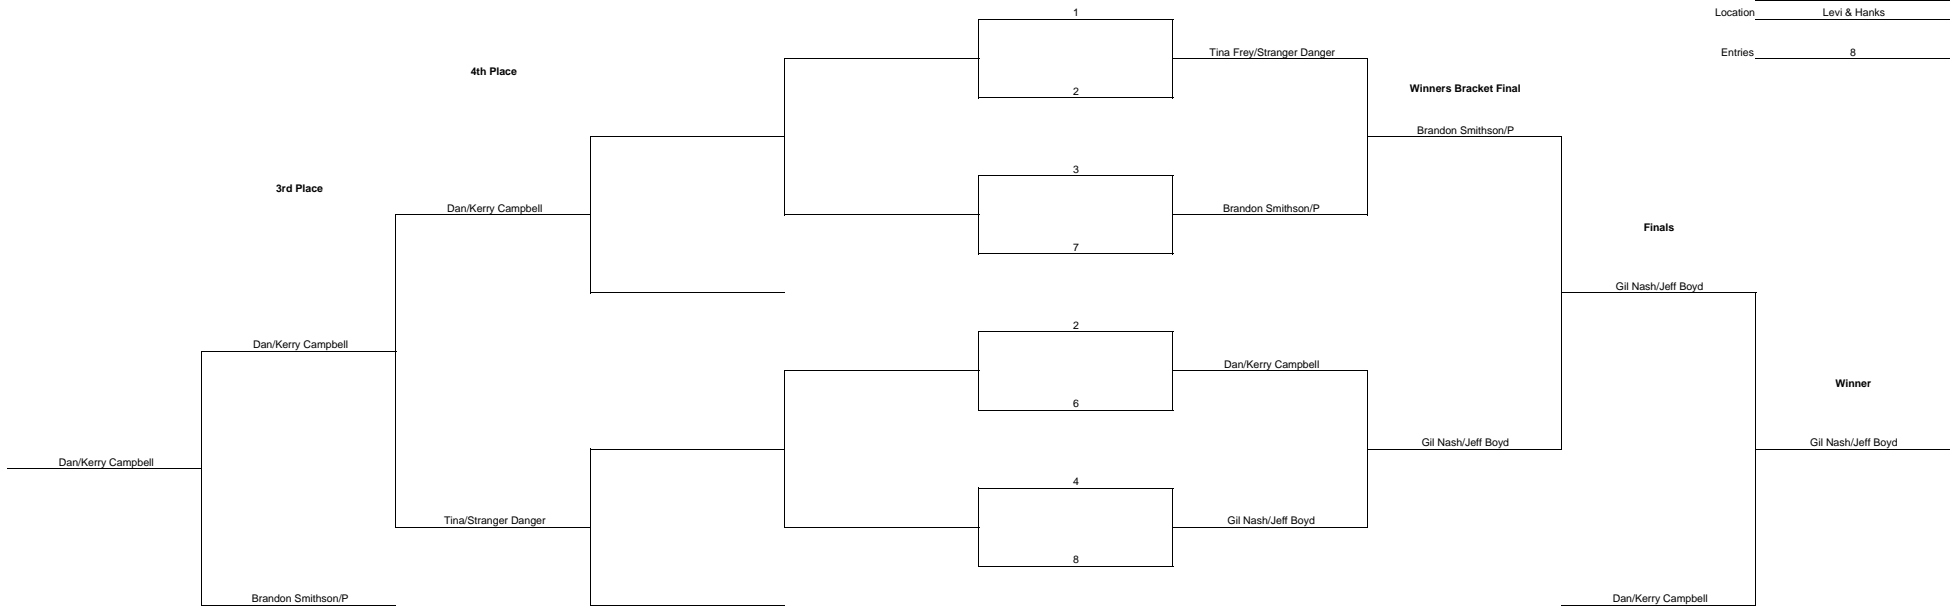 1
Location Levi & Hanks
Tina Frey/Stranger Danger
Entries 8
4th Place
Winners Bracket Final
2
Brandon Smithson/P
3
3rd Place
Dan/Kerry Campbell
Brandon Smithson/P
Finals
7
Gil Nash/Jeff Boyd
2
Dan/Kerry Campbell
Dan/Kerry Campbell
Winner
6
Gil Nash/Jeff Boyd
Gil Nash/Jeff Boyd
Dan/Kerry Campbell
4
Tina/Stranger Danger
Gil Nash/Jeff Boyd
8
Brandon Smithson/P
Dan/Kerry Campbell